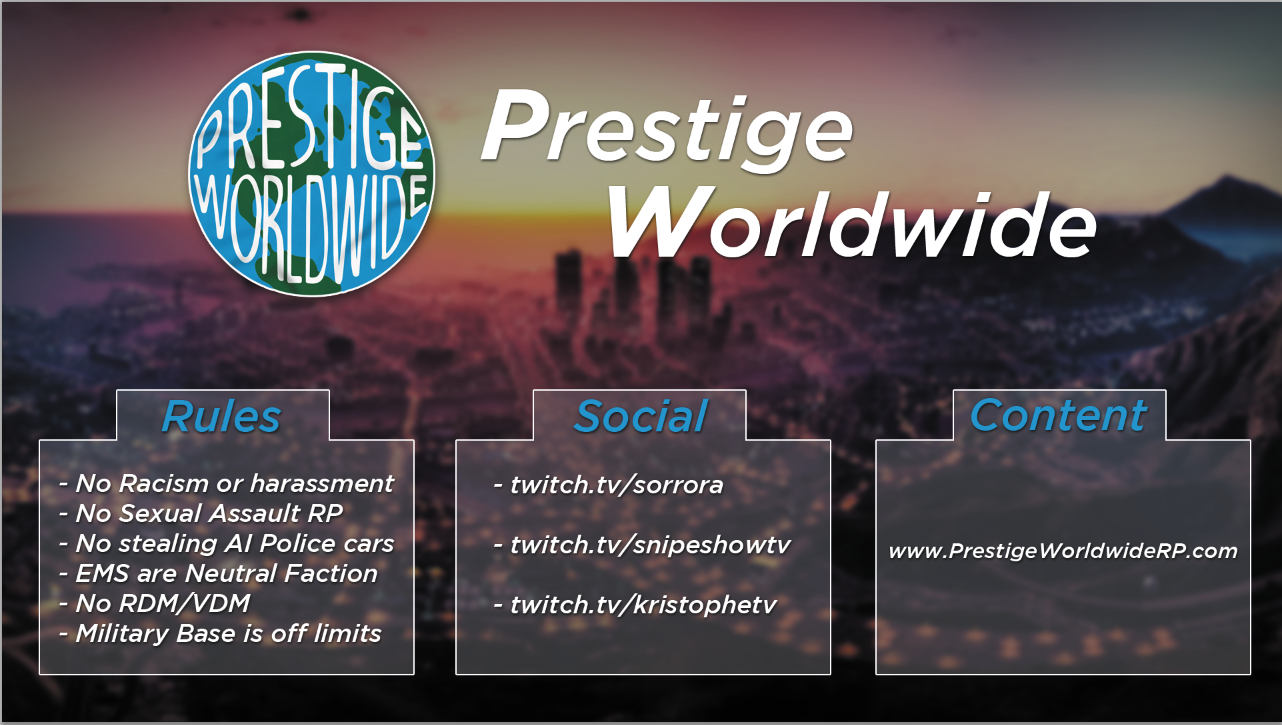 PRESTIGE
WORLDWIDE
Prestige
Worldwide
Rules
- No Racism or harassment
- No Sexual Assault RP
- No stealing AI Police cars
- EMS are Neutral Faction
- No RDM/VDM
- Military Base is off limits
Social
- twitch.tv/sorrora
- twitch.tv/snipeshowtv
- twitch.tv/kristophetv
Content
www.PrestigeWorldwideRP.com